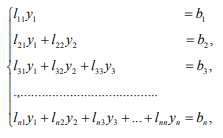 l₁₁y₁ = b₁
l₂₁y₁ + l₂₂y₂ = b₂,
l₃₁y₁ + l₃₂y₂ + l₃₃y₃ = b₃,
..........................................
lₙ₁y₁ + lₙ₂y₂ + lₙ₃y₃ + ... + lₙₙyₙ = bₙ,